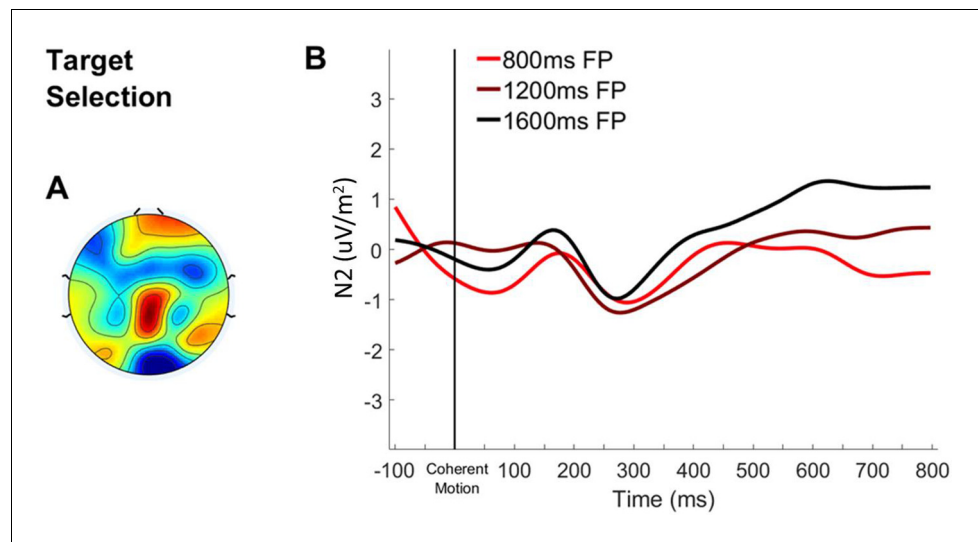 Target
Selection
A
B
800ms FP
1200ms FP
1600ms FP
N2 (uV/m²)
3
2
1
0
-1
-2
-3
-100 Coherent Motion 100 200 300 400 500 600 700 800
Time (ms)